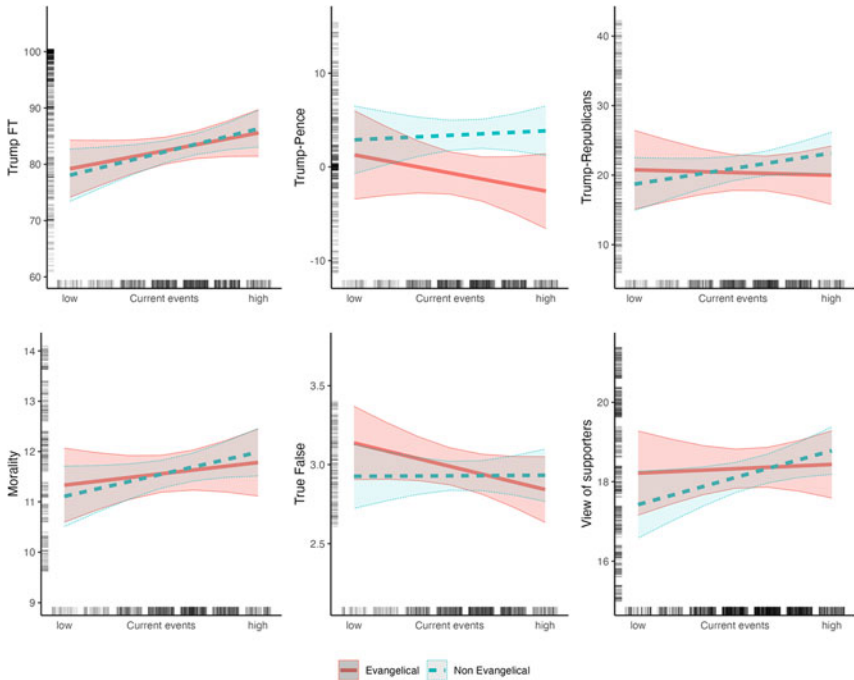 Trump FT
100
90
80
70
60
low Current events high
Trump-Pence
10
0
-10
low Current events high
Trump-Republicans
40
30
20
10
low Current events high
Morality
14
13
12
11
10
9
low Current events high
True False
3.5
3.0
2.5
low Current events high
View of supporters
20
18
16
low Current events high
Evangelical Non Evangelical